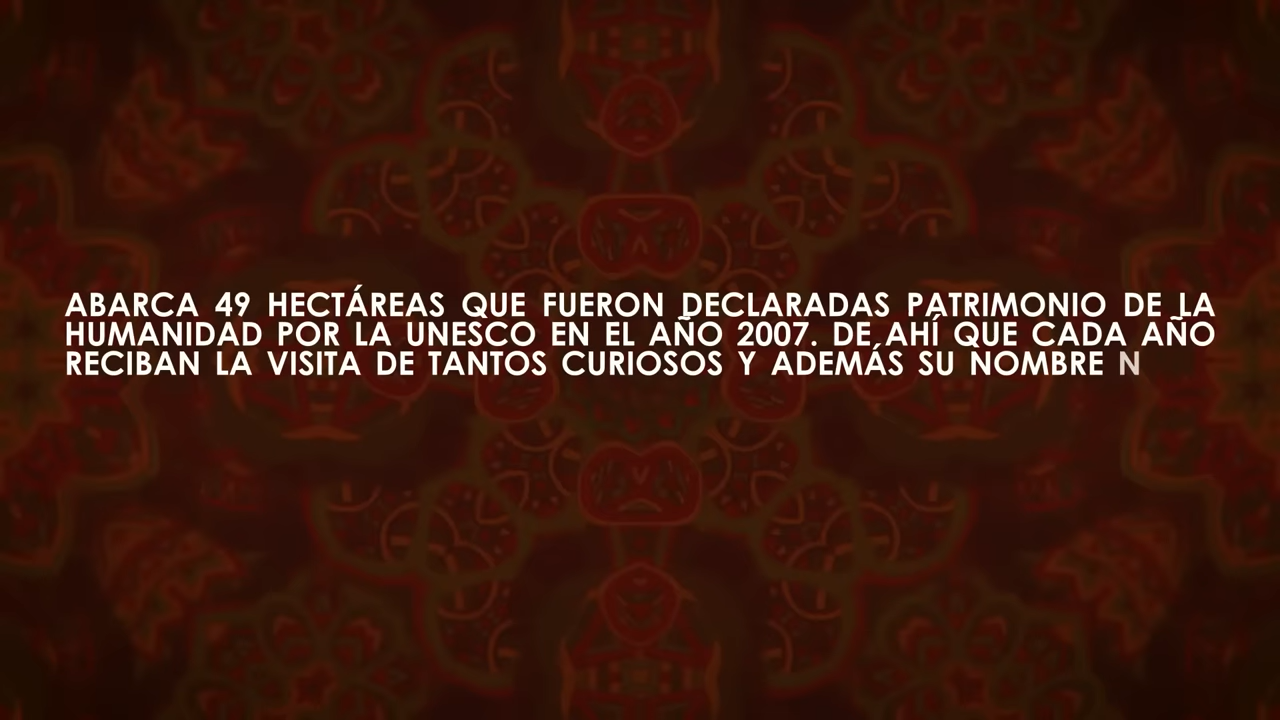 ABARCA 49 HECTÁREAS QUE FUERON DECLARADAS PATRIMONIO DE LA
HUMANIDAD POR LA UNESCO EN EL AÑO 2007. DE AHÍ QUE CADA AÑO
RECIBAN LA VISITA DE TANTOS CURIOSOS Y ADEMÁS SU NOMBRE N